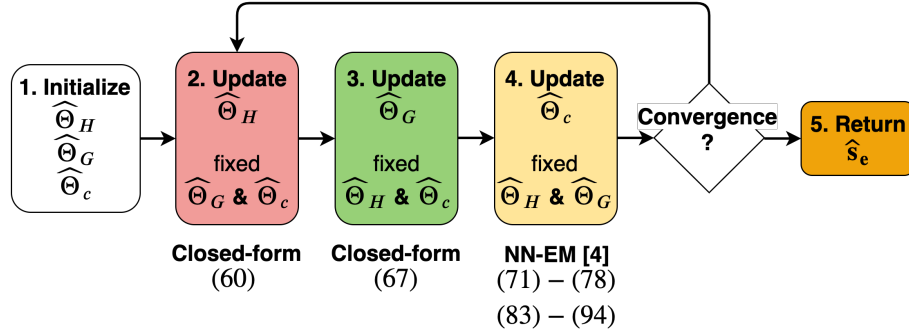 1. Initialize
Θ̂_H
Θ̂_G
Θ̂_c
2. Update
Θ̂_H
fixed
Θ̂_G & Θ̂_c
Closed-form
(60)
3. Update
Θ̂_G
fixed
Θ̂_H & Θ̂_c
Closed-form
(67)
4. Update
Θ̂_c
fixed
Θ̂_H & Θ̂_G
NN-EM [4]
(71) – (78)
(83) – (94)
Convergence
?
5. Return
ŝ_e